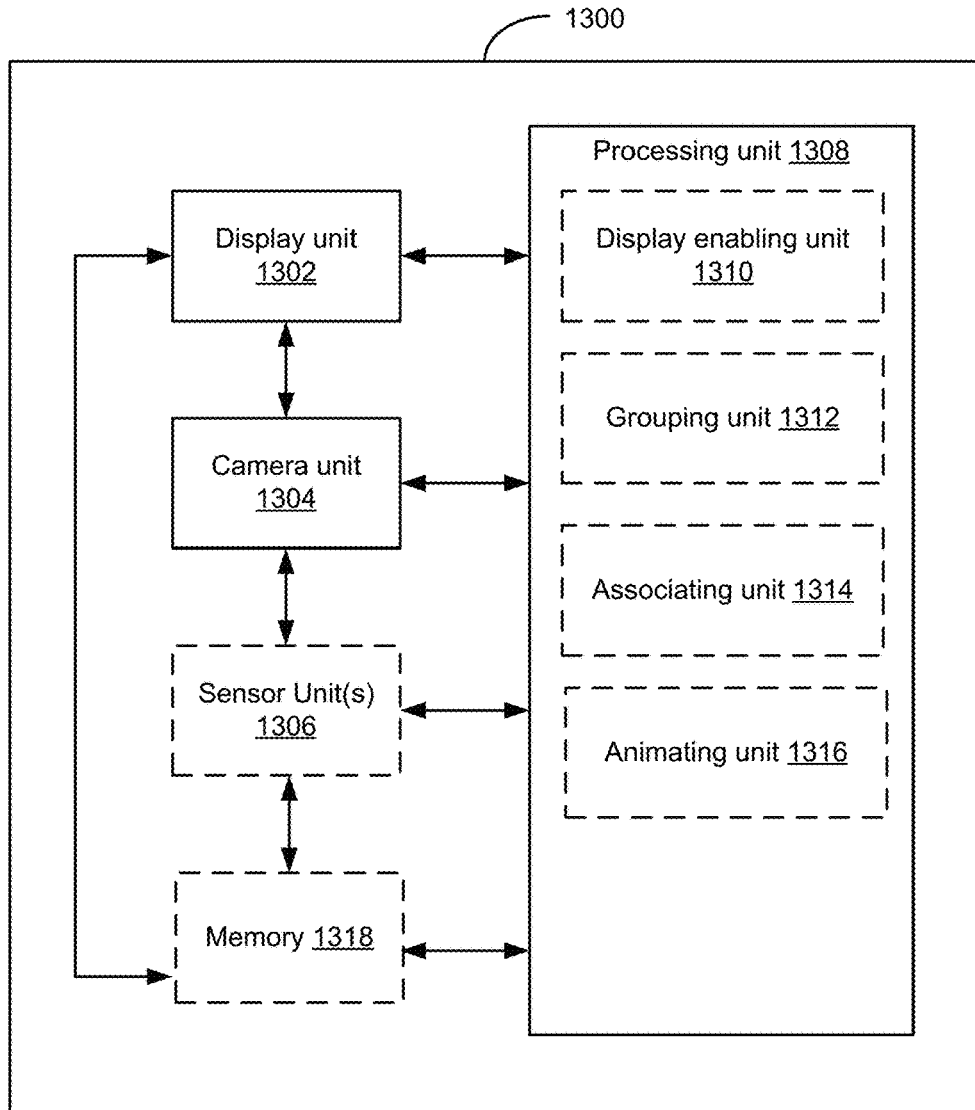 1300
Processing unit 1308
Display unit
1302
Display enabling unit
1310
Camera unit
1304
Grouping unit 1312
Associating unit 1314
Sensor Unit(s)
1306
Animating unit 1316
Memory 1318